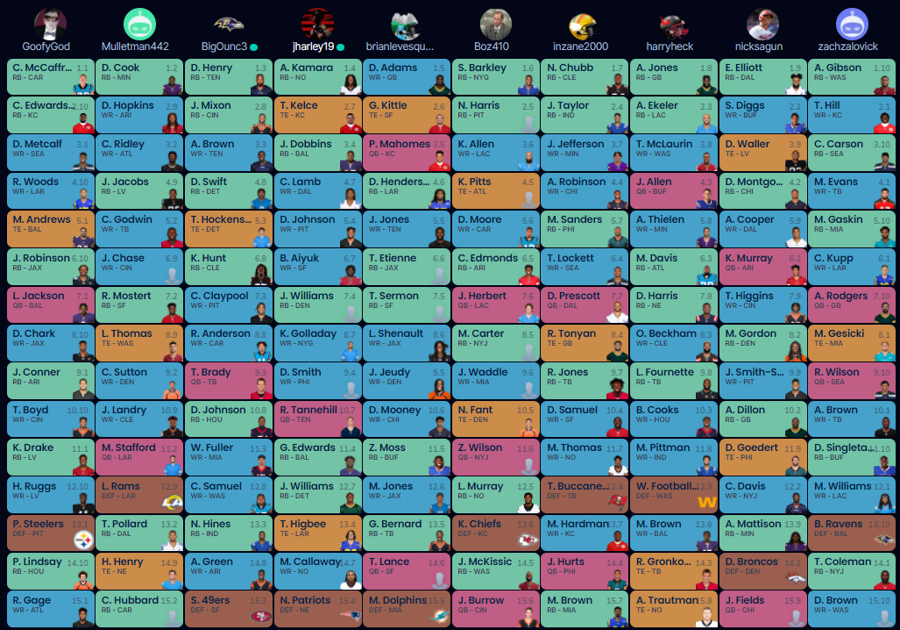 GoofyGod Mulletman442 BigOunc3 jharley19 brianlevesqu... Boz410 inzane2000 harryheck nicksagun zachzalovick
C. McCaffr... 1.1 D. Cook 1.2 D. Henry 1.3 A. Kamara 1.4 D. Adams 1.5 S. Barkley 1.6 N. Chubb 1.7 A. Jones 1.8 E. Elliott 1.9 A. Gibson 1.10
RB - CAR RB - MIN RB - TEN RB - NO WR - GB RB - NYG RB - CLE RB - GB RB - DAL RB - WAS
C. Edwards... 2.10 D. Hopkins 2.9 J. Mixon 2.8 T. Kelce 2.7 G. Kittle 2.6 N. Harris 2.5 J. Taylor 2.4 A. Ekeler 2.3 S. Diggs 2.2 T. Hill 2.1
RB - KC WR - ARI RB - CIN TE - KC TE - SF RB - PIT RB - IND RB - LAC WR - BUF WR - KC
D. Metcalf 3.1 C. Ridley 3.2 A. Brown 3.3 J. Dobbins 3.4 P. Mahomes 3.5 K. Allen 3.6 J. Jefferson 3.7 T. McLaurin 3.8 D. Waller 3.9 C. Carson 3.10
WR - SEA WR - ATL WR - TEN RB - BAL QB - KC WR - LAC WR - MIN WR - WAS TE - LV RB - SEA
R. Woods 4.10 J. Jacobs 4.9 D. Swift 4.8 C. Lamb 4.7 D. Henders... 4.6 K. Pitts 4.5 A. Robinson 4.4 J. Allen 4.3 D. Montgo... 4.2 M. Evans 4.1
WR - LAR RB - LV RB - DET WR - DAL RB - LAR TE - ATL WR - CHI QB - BUF RB - CHI WR - TB
M. Andrews 5.1 C. Godwin 5.2 T. Hockens... 5.3 D. Johnson 5.4 J. Jones 5.5 D. Moore 5.6 M. Sanders 5.7 A. Thielen 5.8 A. Cooper 5.9 M. Gaskin 5.10
TE - BAL WR - TB TE - DET WR - PIT WR - TEN WR - CAR RB - PHI WR - MIN WR - DAL RB - MIA
J. Robinson 6.10 J. Chase 6.9 K. Hunt 6.8 B. Aiyuk 6.7 T. Etienne 6.6 C. Edmonds 6.5 T. Lockett 6.4 M. Davis 6.3 K. Murray 6.2 C. Kupp 6.1
RB - JAX WR - CIN RB - CLE WR - SF RB - JAX RB - ARI WR - SEA RB - ATL QB - ARI WR - LAR
L. Jackson 7.1 R. Mostert 7.2 C. Claypool 7.3 J. Williams 7.4 T. Sermon 7.5 J. Herbert 7.6 D. Prescott 7.7 D. Harris 7.8 T. Higgins 7.9 A. Rodgers 7.10
QB - BAL RB - SF WR - PIT RB - DEN RB - SF QB - LAC QB - DAL RB - NE WR - CIN QB - GB
D. Chark 8.10 L. Thomas 8.9 R. Anderson 8.8 K. Golladay 8.7 L. Shenault 8.6 M. Carter 8.5 R. Tonyan 8.4 O. Beckham 8.3 M. Gordon 8.2 M. Gesicki 8.1
WR - JAX TE - WAS WR - CAR WR - NYG WR - JAX RB - NYJ TE - GB WR - CLE RB - DEN TE - MIA
J. Conner 9.1 C. Sutton 9.2 T. Brady 9.3 D. Smith 9.4 J. Jeudy 9.5 J. Waddle 9.6 R. Jones 9.7 L. Fournette 9.8 J. Smith-S... 9.9 R. Wilson 9.10
RB - ARI WR - DEN QB - TB WR - PHI WR - DEN WR - MIA RB - TB RB - TB WR - PIT QB - SEA
T. Boyd 10.10 J. Landry 10.9 D. Johnson 10.8 R. Tannehill 10.7 D. Mooney 10.6 N. Fant 10.5 D. Samuel 10.4 B. Cooks 10.3 A. Dillon 10.2 A. Brown 10.1
WR - CIN WR - CLE RB - HOU QB - TEN WR - CHI TE - DEN WR - SF WR - HOU RB - GB WR - TB
K. Drake 11.1 M. Stafford 11.2 W. Fuller 11.3 G. Edwards 11.4 Z. Moss 11.5 Z. Wilson 11.6 M. Thomas 11.7 M. Pittman 11.8 D. Goedert 11.9 D. Singleta... 11.10
RB - LV QB - LAR WR - MIA RB - BAL RB - BUF QB - NYJ WR - NO WR - IND TE - PHI RB - BUF
H. Ruggs 12.10 L. Rams 12.9 C. Samuel 12.8 J. Williams 12.7 M. Jones 12.6 L. Murray 12.5 T. Buccane... 12.4 W. Football... 12.3 C. Davis 12.2 M. Williams 12.1
WR - LV DEF - LAR WR - WAS RB - DET WR - JAX RB - NO DEF - TB DEF - WAS WR - NYJ WR - LAC
P. Steelers 13.1 T. Pollard 13.2 N. Hines 13.3 T. Higbee 13.4 G. Bernard 13.5 K. Chiefs 13.6 M. Hardman 13.7 M. Brown 13.8 A. Mattison 13.9 B. Ravens 13.10
DEF - PIT RB - DAL RB - IND TE - LAR RB - TB DEF - KC WR - KC WR - BAL RB - MIN DEF - BAL
P. Lindsay 14.10 H. Henry 14.9 A. Green 14.8 M. Callaway 14.7 T. Lance 14.6 J. McKissic 14.5 J. Hurts 14.4 R. Gronko... 14.3 D. Broncos 14.2 T. Coleman 14.1
RB - HOU TE - NE WR - ARI WR - NO QB - SF RB - WAS QB - PHI TE - TB DEF - DEN RB - NYJ
R. Gage 15.1 C. Hubbard 15.2 S. 49ers 15.3 N. Patriots 15.4 M. Dolphins 15.5 J. Burrow 15.6 M. Brown 15.7 A. Trautman 15.8 J. Fields 15.9 D. Brown 15.10
WR - ATL RB - CAR DEF - SF DEF - NE DEF - MIA QB - CIN RB - MIA TE - NO QB - CHI WR - WAS